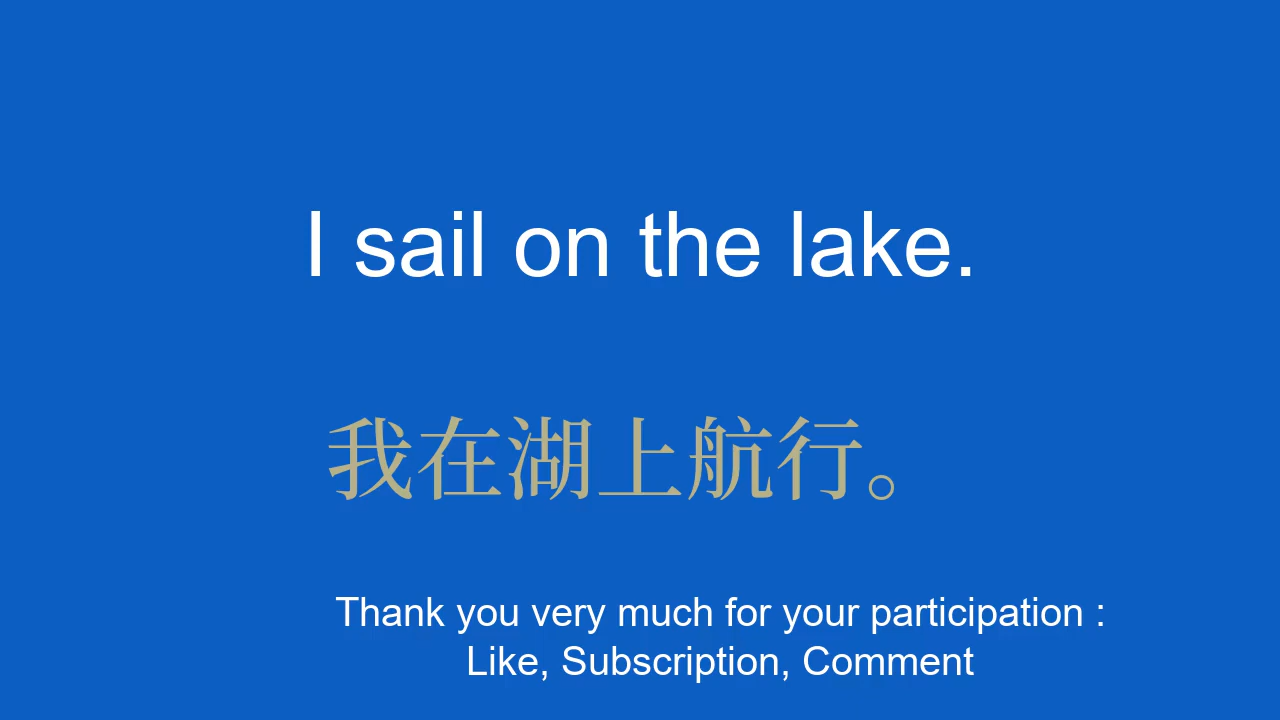 I sail on the lake.
我在湖上航行。
Thank you very much for your participation :
Like, Subscription, Comment